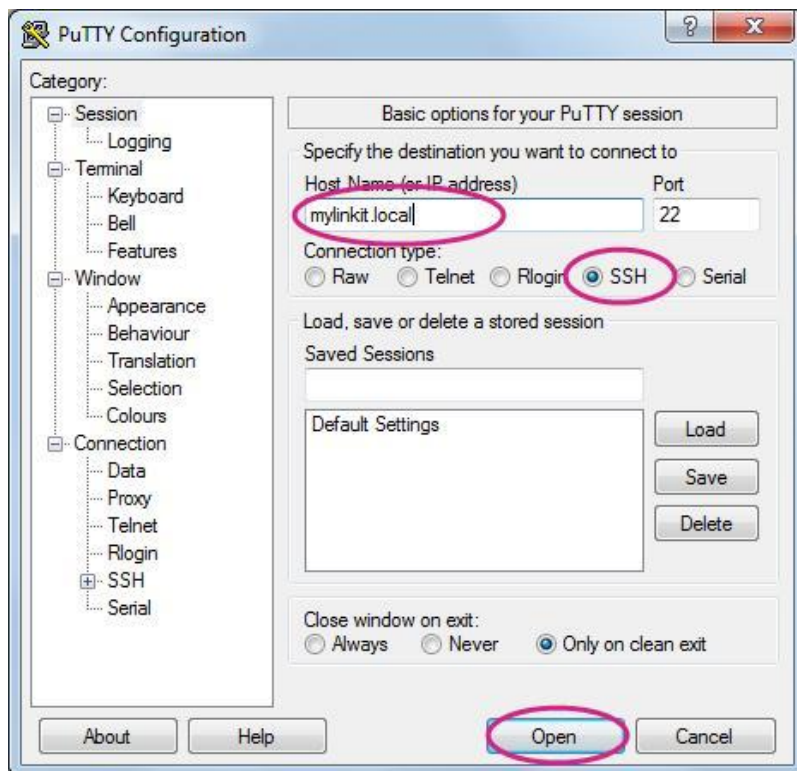 PuTTY Configuration
?
X
Category:
Session
Logging
Terminal
Keyboard
Bell
Features
Window
Appearance
Behaviour
Translation
Selection
Colours
Connection
Data
Proxy
Telnet
Rlogin
SSH
Serial
Basic options for your PuTTY session
Specify the destination you want to connect to
Host Name (or IP address) Port
mylinkit.local 22
Connection type:
Raw Telnet Rlogin SSH Serial
Load, save or delete a stored session
Saved Sessions
Default Settings
Load
Save
Delete
Close window on exit:
Always Never Only on clean exit
About Help Open Cancel